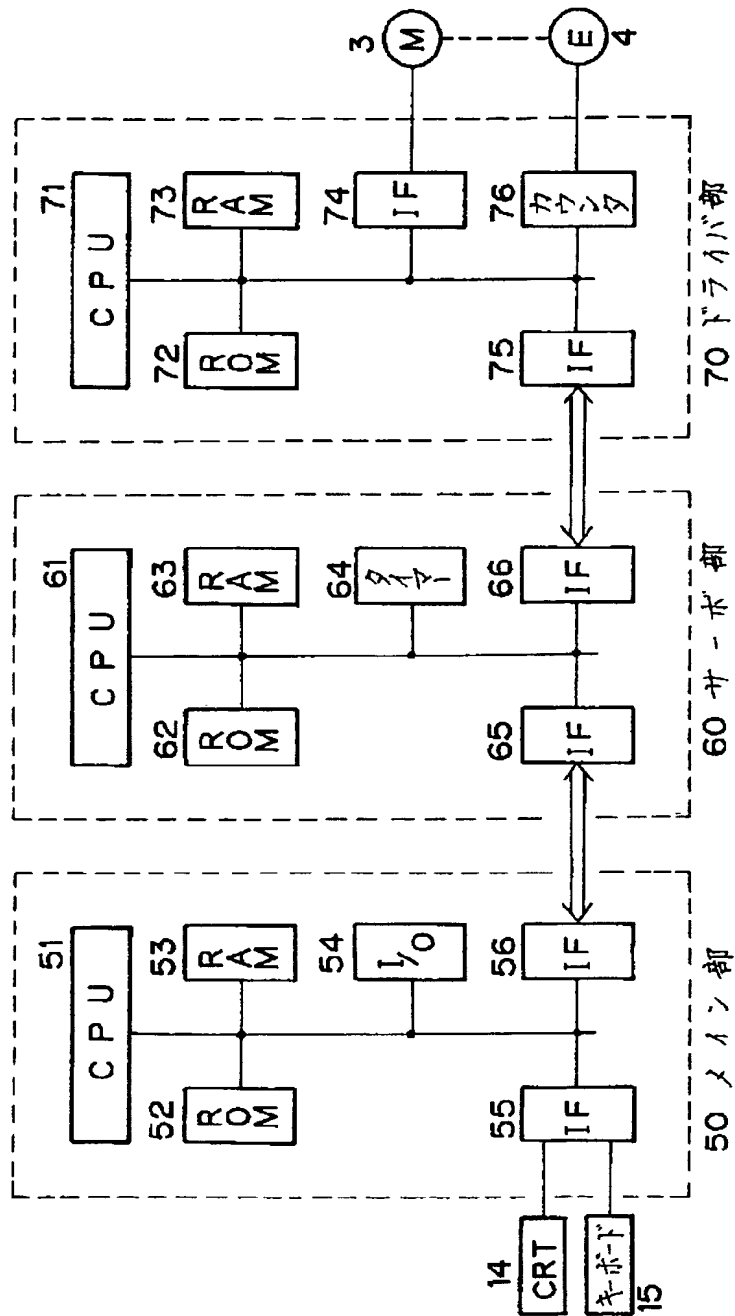 50 メイン部
51
CPU
52
ROM
53
RAM
54
I/O
55
IF
56
IF
14
CRT
15
キーボード
60 サーボ部
61
CPU
62
ROM
63
RAM
64
タイマー
65
IF
66
IF
70 ドライバ部
71
CPU
72
ROM
73
RAM
74
IF
75
IF
76
カウンタ
3
M
4
E